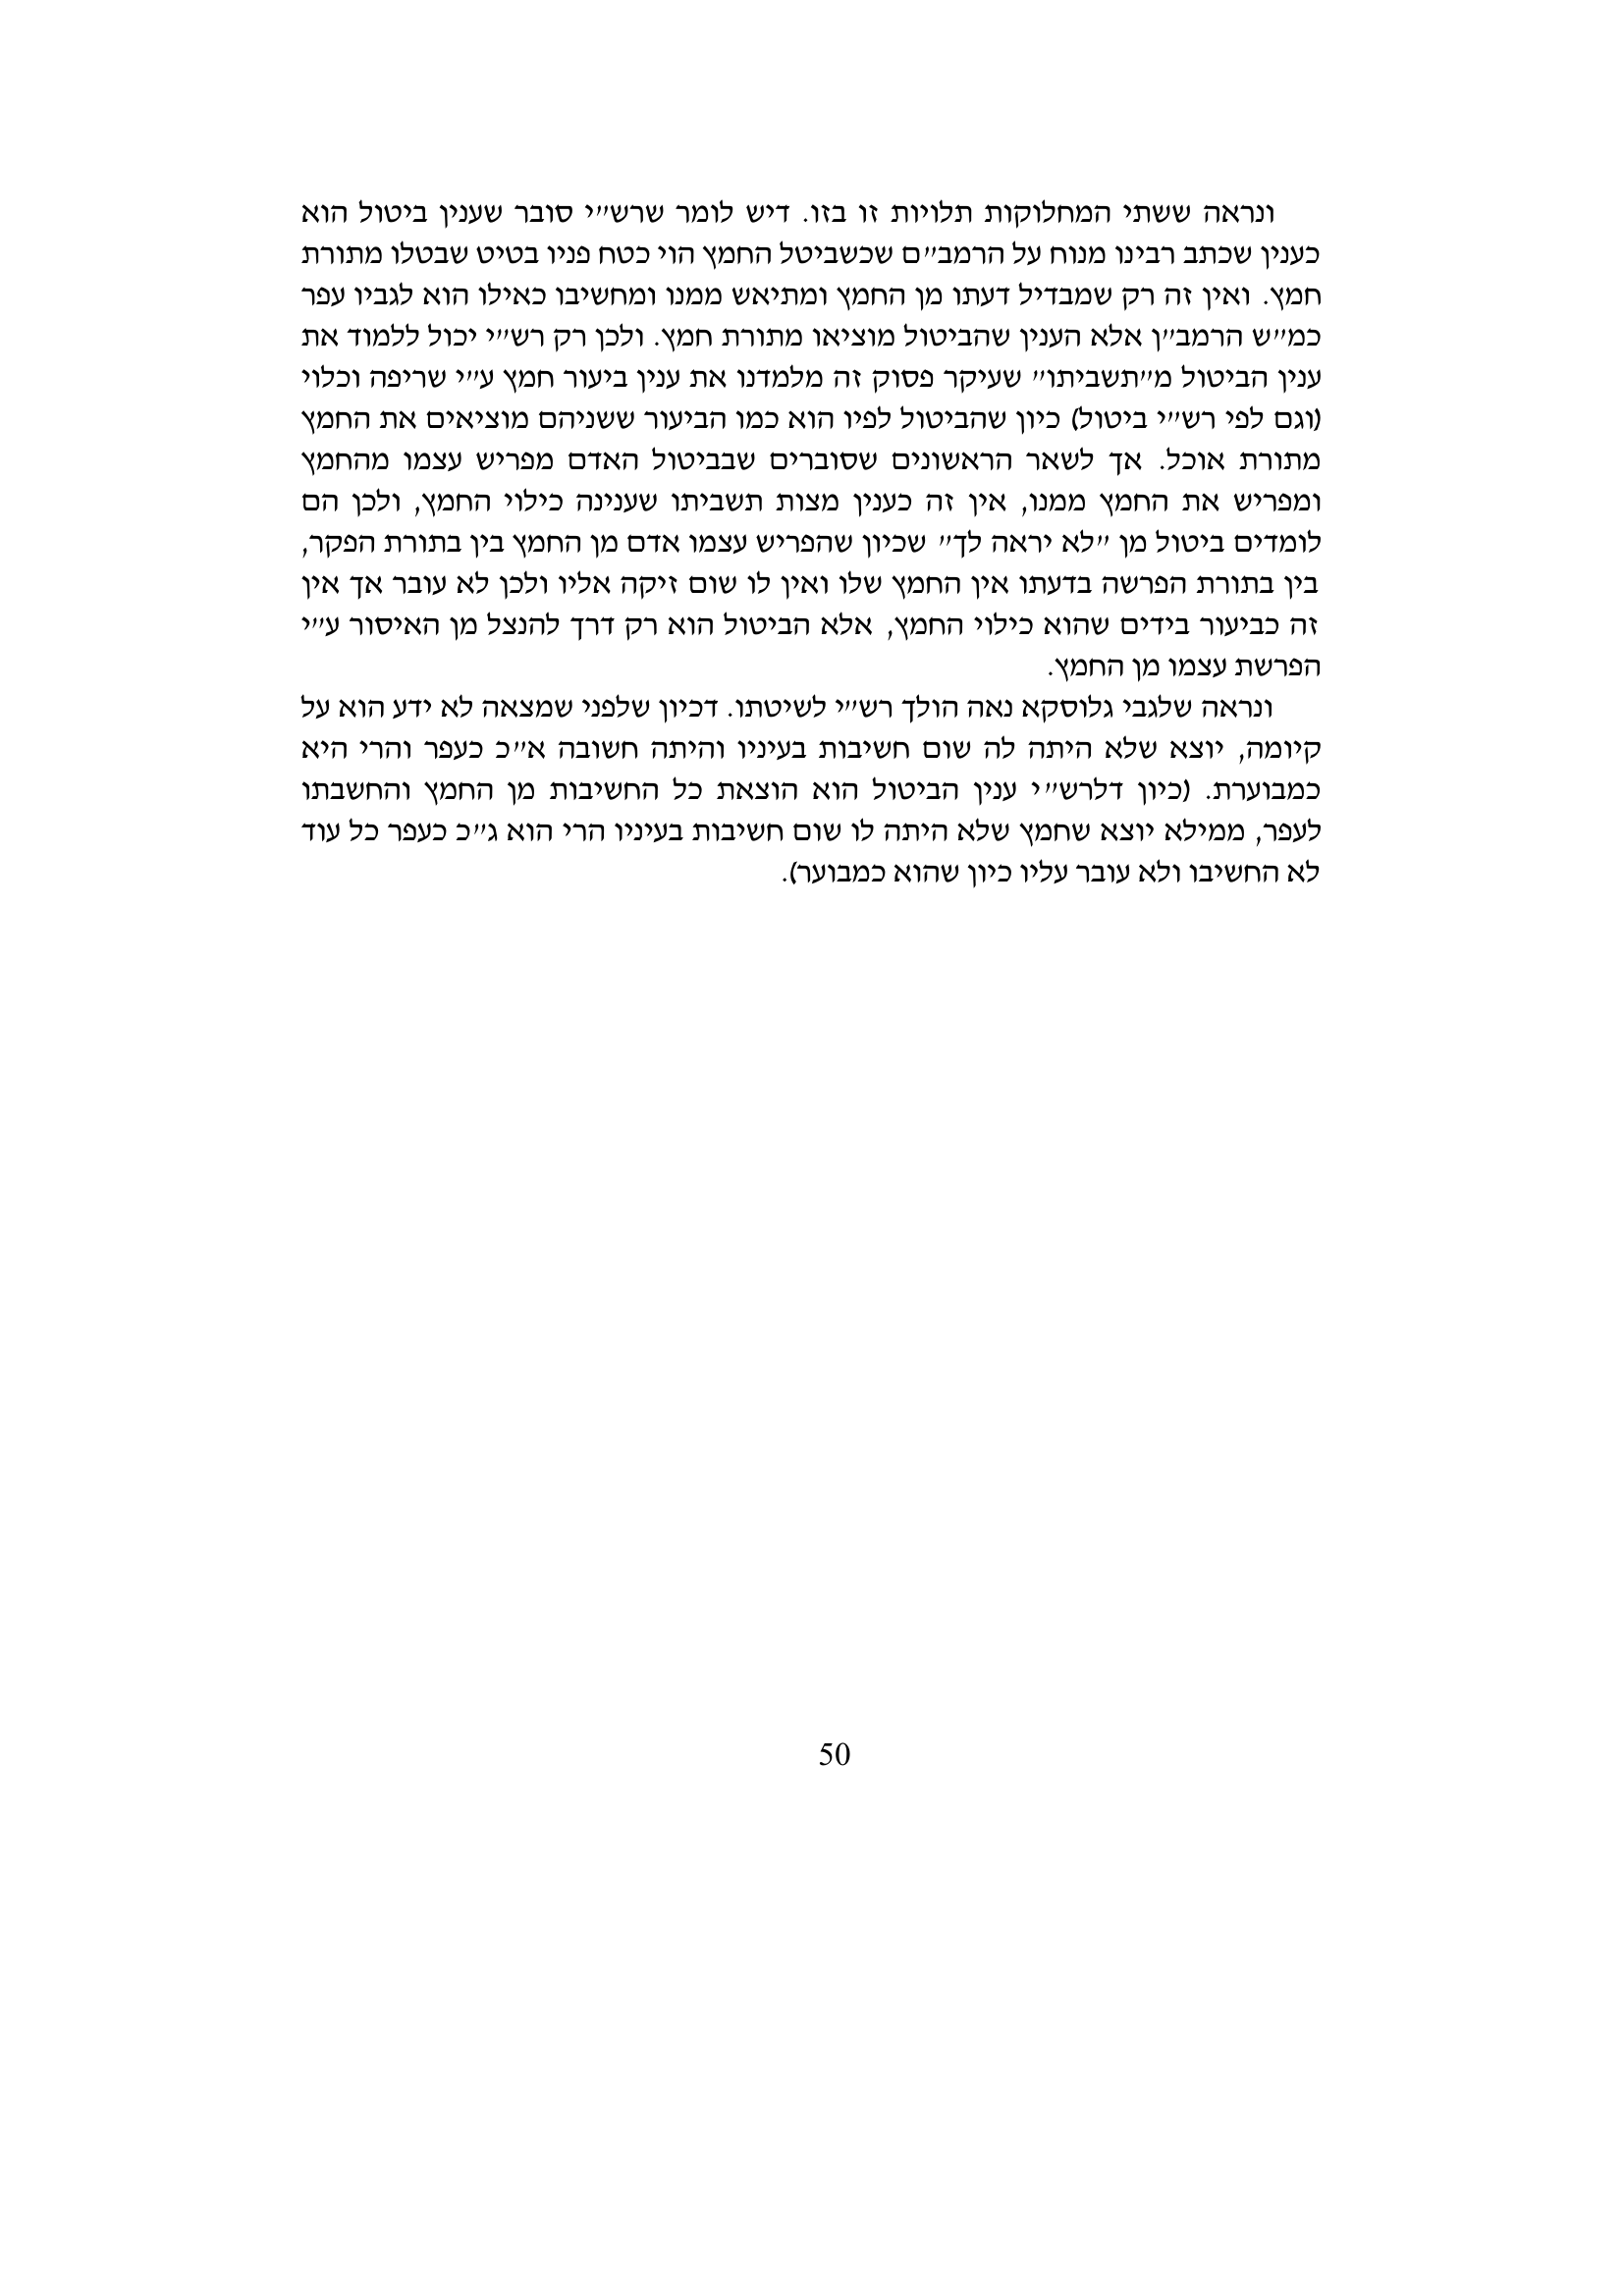 ונראה ששתי המחלוקות תלויות זו בזו. דיש לומר שרש״י סובר שענין ביטול הוא
כענין שכתב רבינו מנוח על הרמב״ם שכשביטל החמץ הוי כטח פניו בטיט שבטלו מתורת
חמץ. ואין זה רק שמבדיל דעתו מן החמץ ומתיאש ממנו ומחשיבו כאילו הוא לגביו עפר
כמ״ש הרמב״ן אלא הענין שהביטול מוציאו מתורת חמץ. ולכן רק רש״י יכול ללמוד את
ענין הביטול מ״תשביתו״ שעיקר פסוק זה מלמדנו את ענין ביעור חמץ ע״י שריפה וכלוי
(וגם לפי רש״י ביטול) כיון שהביטול לפיו הוא כמו הביעור ששניהם מוציאים את החמץ
מתורת אוכל. אך לשאר הראשונים שסוברים שבביטול האדם מפריש עצמו מהחמץ
ומפריש את החמץ ממנו, אין זה כענין מצות תשביתו שענינה כילוי החמץ, ולכן הם
לומדים ביטול מן ״לא יראה לך״ שכיון שהפריש עצמו אדם מן החמץ בין בתורת הפקר,
בין בתורת הפרשה בדעתו אין החמץ שלו ואין לו שום זיקה אליו ולכן לא עובר אך אין
זה כביעור בידים שהוא כילוי החמץ, אלא הביטול הוא רק דרך להנצל מן האיסור ע״י
הפרשת עצמו מן החמץ.
ונראה שלגבי גלוסקא נאה הולך רש״י לשיטתו. דכיון שלפני שמצאה לא ידע הוא על
קיומה, יוצא שלא היתה לה שום חשיבות בעיניו והיתה חשובה א״כ כעפר והרי היא
כמבוערת. (כיון דלרש״י ענין הביטול הוא הוצאת כל החשיבות מן החמץ והחשבתו
לעפר, ממילא יוצא שחמץ שלא היתה לו שום חשיבות בעיניו הרי הוא ג״כ כעפר כל עוד
לא החשיבו ולא עובר עליו כיון שהוא כמבוער).
50